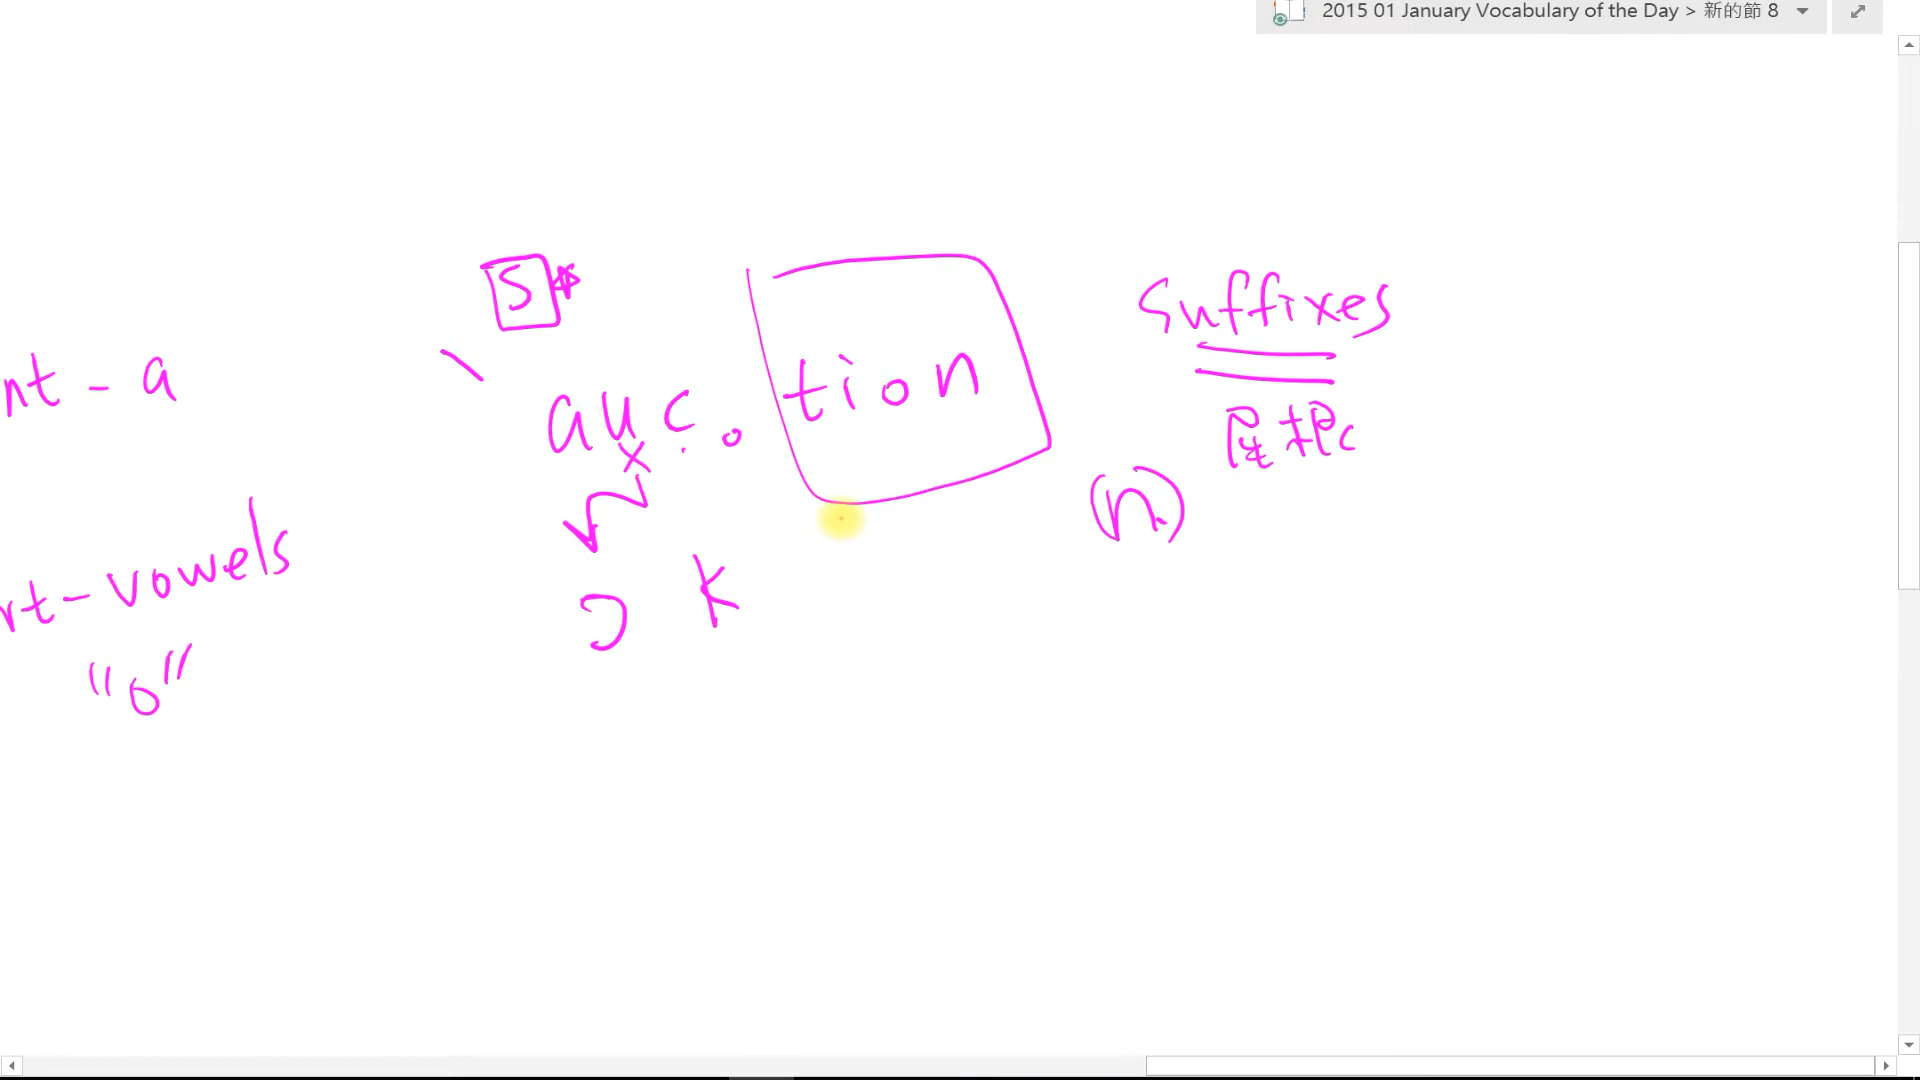 2015 01 January Vocabulary of the Day > 新的節 8
S*
Suffixes
nt - a
auc. tion
(n.)
rt-vowels
ɔ k
"o"